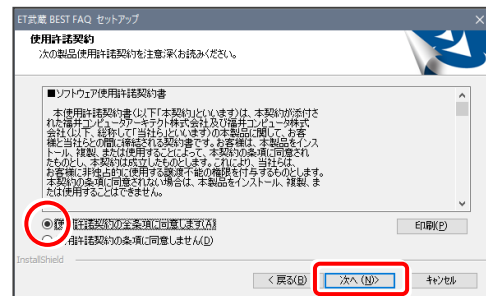 ET武蔵 BEST FAQ セットアップ
使用許諾契約
次の製品使用許諾契約を注意深くお読みください。
■ソフトウェア使用許諾契約書
本使用許諾契約書(以下「本契約」といいます)は、本契約が添付さ
れた福井コンピュータアーキテクト株式会社及び福井コンピュータ株式
会社(以下、総称して「当社ら」といいます)の本製品に関して、お客
様と当社らとの間に締結される契約書です。お客様は、本製品をインス
トール、複製、または使用することによって、本契約の条項に同意され
たものとし、本契約は成立したものとします。これにより、当社らは、
お客様に非独占的に使用する譲渡不能の権限を付与するものとします。
本契約の条項に同意されない場合は、本製品をインストール、複製、ま
たは使用することはできません。
許諾契約の全条項に同意します(A)
用許諾契約の条項に同意しません(D)
印刷(P)
InstallShield
< 戻る(B)
次へ (N)>
キャンセル